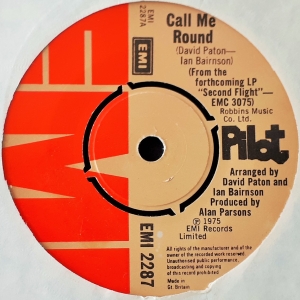 EMI
2287A
EMI
Call Me
Round
(David Paton—
Ian Bairnson)
(From the
forthcoming LP
"Second Flight"—
EMC 3075)
Robbins Music
Co. Ltd.
Pilot
Arranged by
David Paton and
Ian Bairnson
Produced by
Alan Parsons
℗ 1975
EMI Records
Limited
EMI 2287
All rights of the manufacturer and of the
owner of the recorded work reserved
Unauthorised public performance,
broadcasting and copying of
this record prohibited
Made in
Gt. Britain
EMI